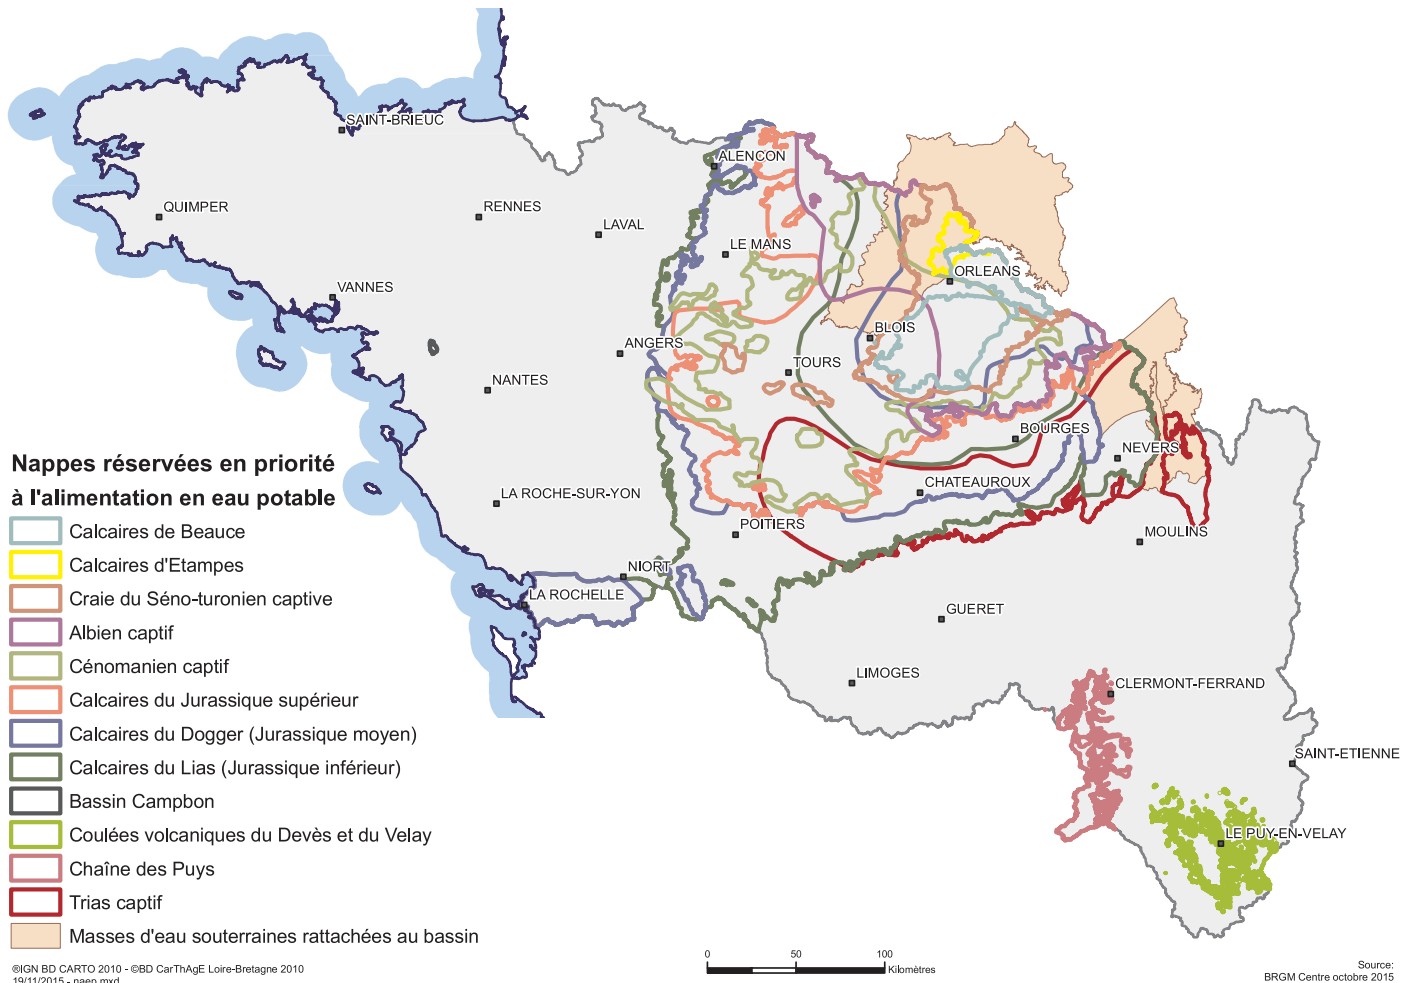 SAINT-BRIEUC
ALENCON
QUIMPER
RENNES
LAVAL
LE MANS
ORLEANS
VANNES
BLOIS
ANGERS
TOURS
NANTES
BOURGES
NEVERS
CHATEAUROUX
LA ROCHE-SUR-YON
POITIERS
MOULINS
NIORT
LA ROCHELLE
GUERET
LIMOGES
CLERMONT-FERRAND
SAINT-ETIENNE
LE PUY-EN-VELAY
Nappes réservées en priorité
à l'alimentation en eau potable
Calcaires de Beauce
Calcaires d'Etampes
Craie du Séno-turonien captive
Albien captif
Cénomanien captif
Calcaires du Jurassique supérieur
Calcaires du Dogger (Jurassique moyen)
Calcaires du Lias (Jurassique inférieur)
Bassin Campbon
Coulées volcaniques du Devès et du Velay
Chaîne des Puys
Trias captif
Masses d'eau souterraines rattachées au bassin
®IGN BD CARTO 2010 - ©BD CarThAgE Loire-Bretagne 2010
19/11/2015 - naep.mxd
0 50 100
Kilomètres
Source:
BRGM Centre octobre 2015